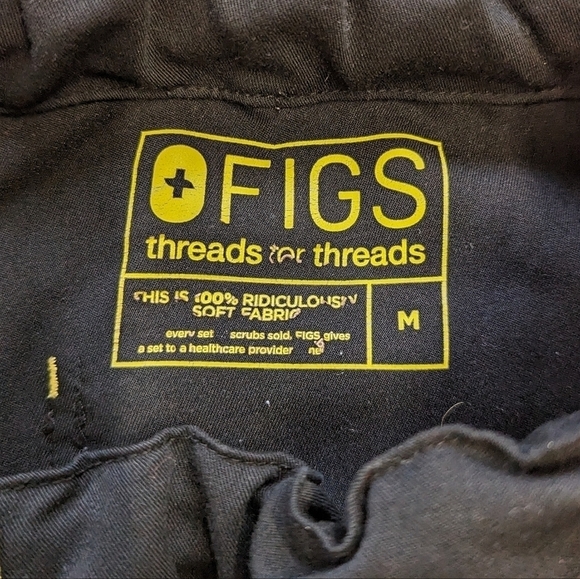 FIGS
threads for threads
THIS IS 100% RIDICULOUSLY
SOFT FABRIC
M
every set scrubs sold, FIGS gives
a set to a healthcare provider